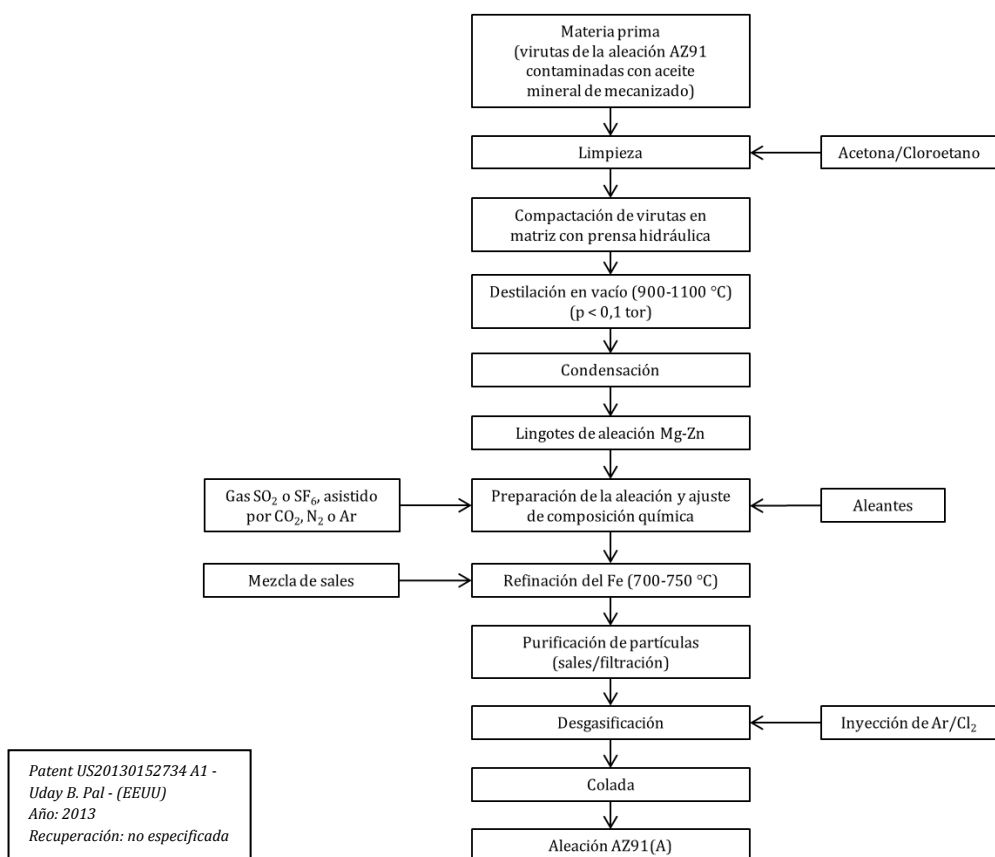 Materia prima
(virutas de la aleación AZ91
contaminadas con aceite
mineral de mecanizado)
Limpieza
Acetona/Cloroetano
Compactación de virutas en
matriz con prensa hidráulica
Destilación en vacío (900-1100 °C)
(p < 0,1 tor)
Condensación
Lingotes de aleación Mg-Zn
Gas SO₂ o SF₆, asistido
por CO₂, N₂ o Ar
Preparación de la aleación y ajuste
de composición química
Aleantes
Mezcla de sales
Refinación del Fe (700-750 °C)
Purificación de partículas
(sales/filtración)
Desgasificación
Inyección de Ar/Cl₂
Colada
Aleación AZ91(A)
Patent US20130152734 A1 -
Uday B. Pal - (EEUU)
Año: 2013
Recuperación: no especificada